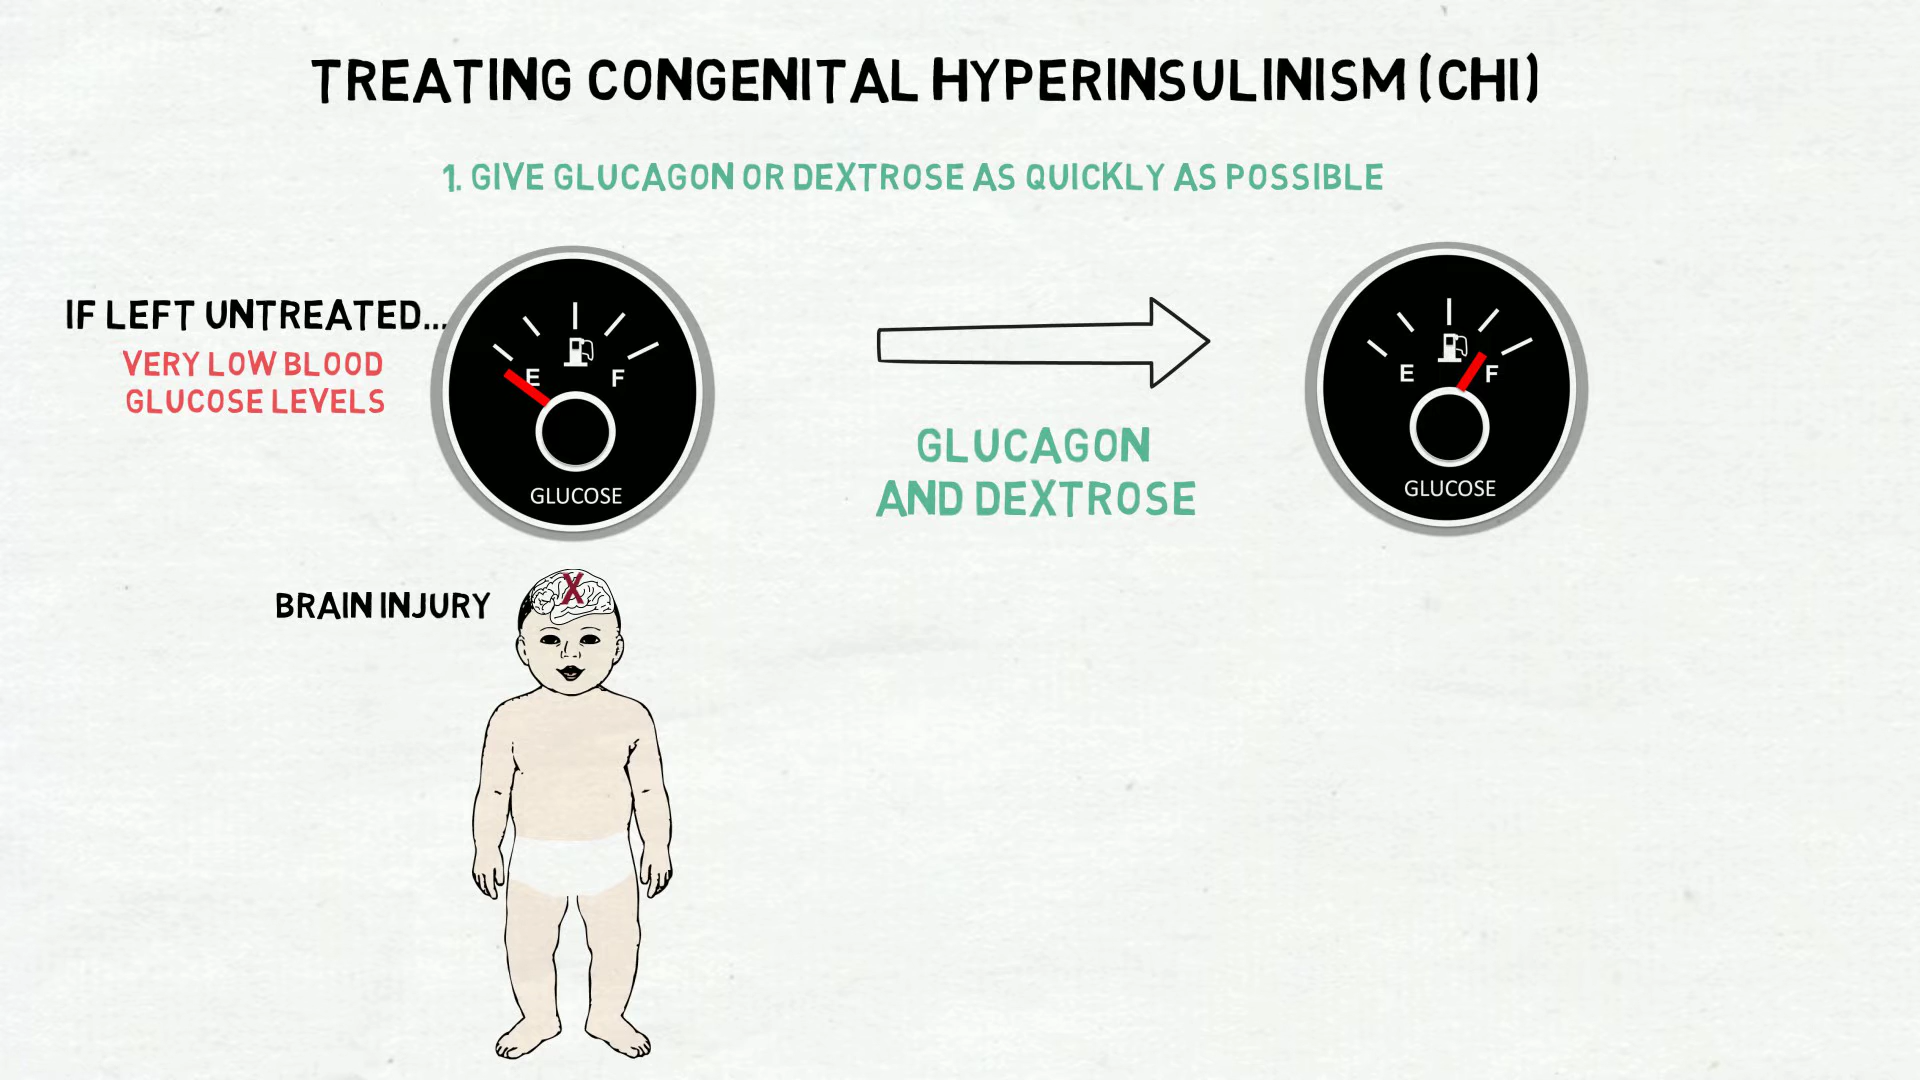 TREATING CONGENITAL HYPERINSULINISM (CHI)
1. GIVE GLUCAGON OR DEXTROSE AS QUICKLY AS POSSIBLE
IF LEFT UNTREATED...
VERY LOW BLOOD
GLUCOSE LEVELS
E F
GLUCOSE
GLUCAGON
AND DEXTROSE
E F
GLUCOSE
BRAIN INJURY
X